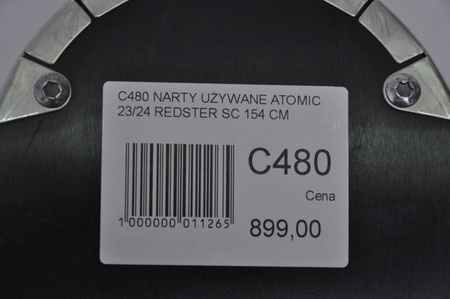 C480 NARTY UŻYWANE ATOMIC
23/24 REDSTER SC 154 CM
C480
Cena
899,00
1 000000 011265